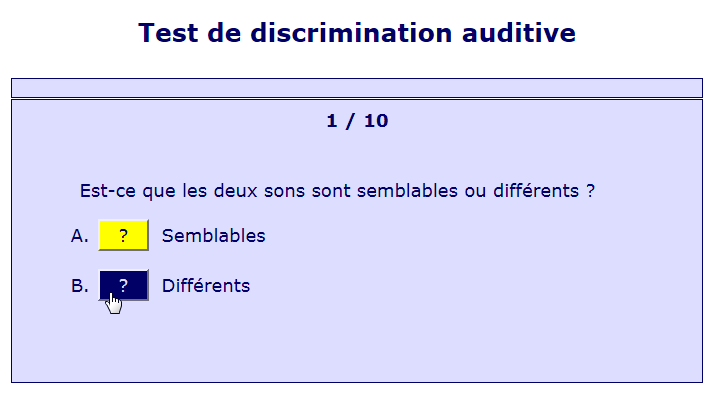 Test de discrimination auditive
1 / 10
Est-ce que les deux sons sont semblables ou différents ?
A. ? Semblables
B. ? Différents